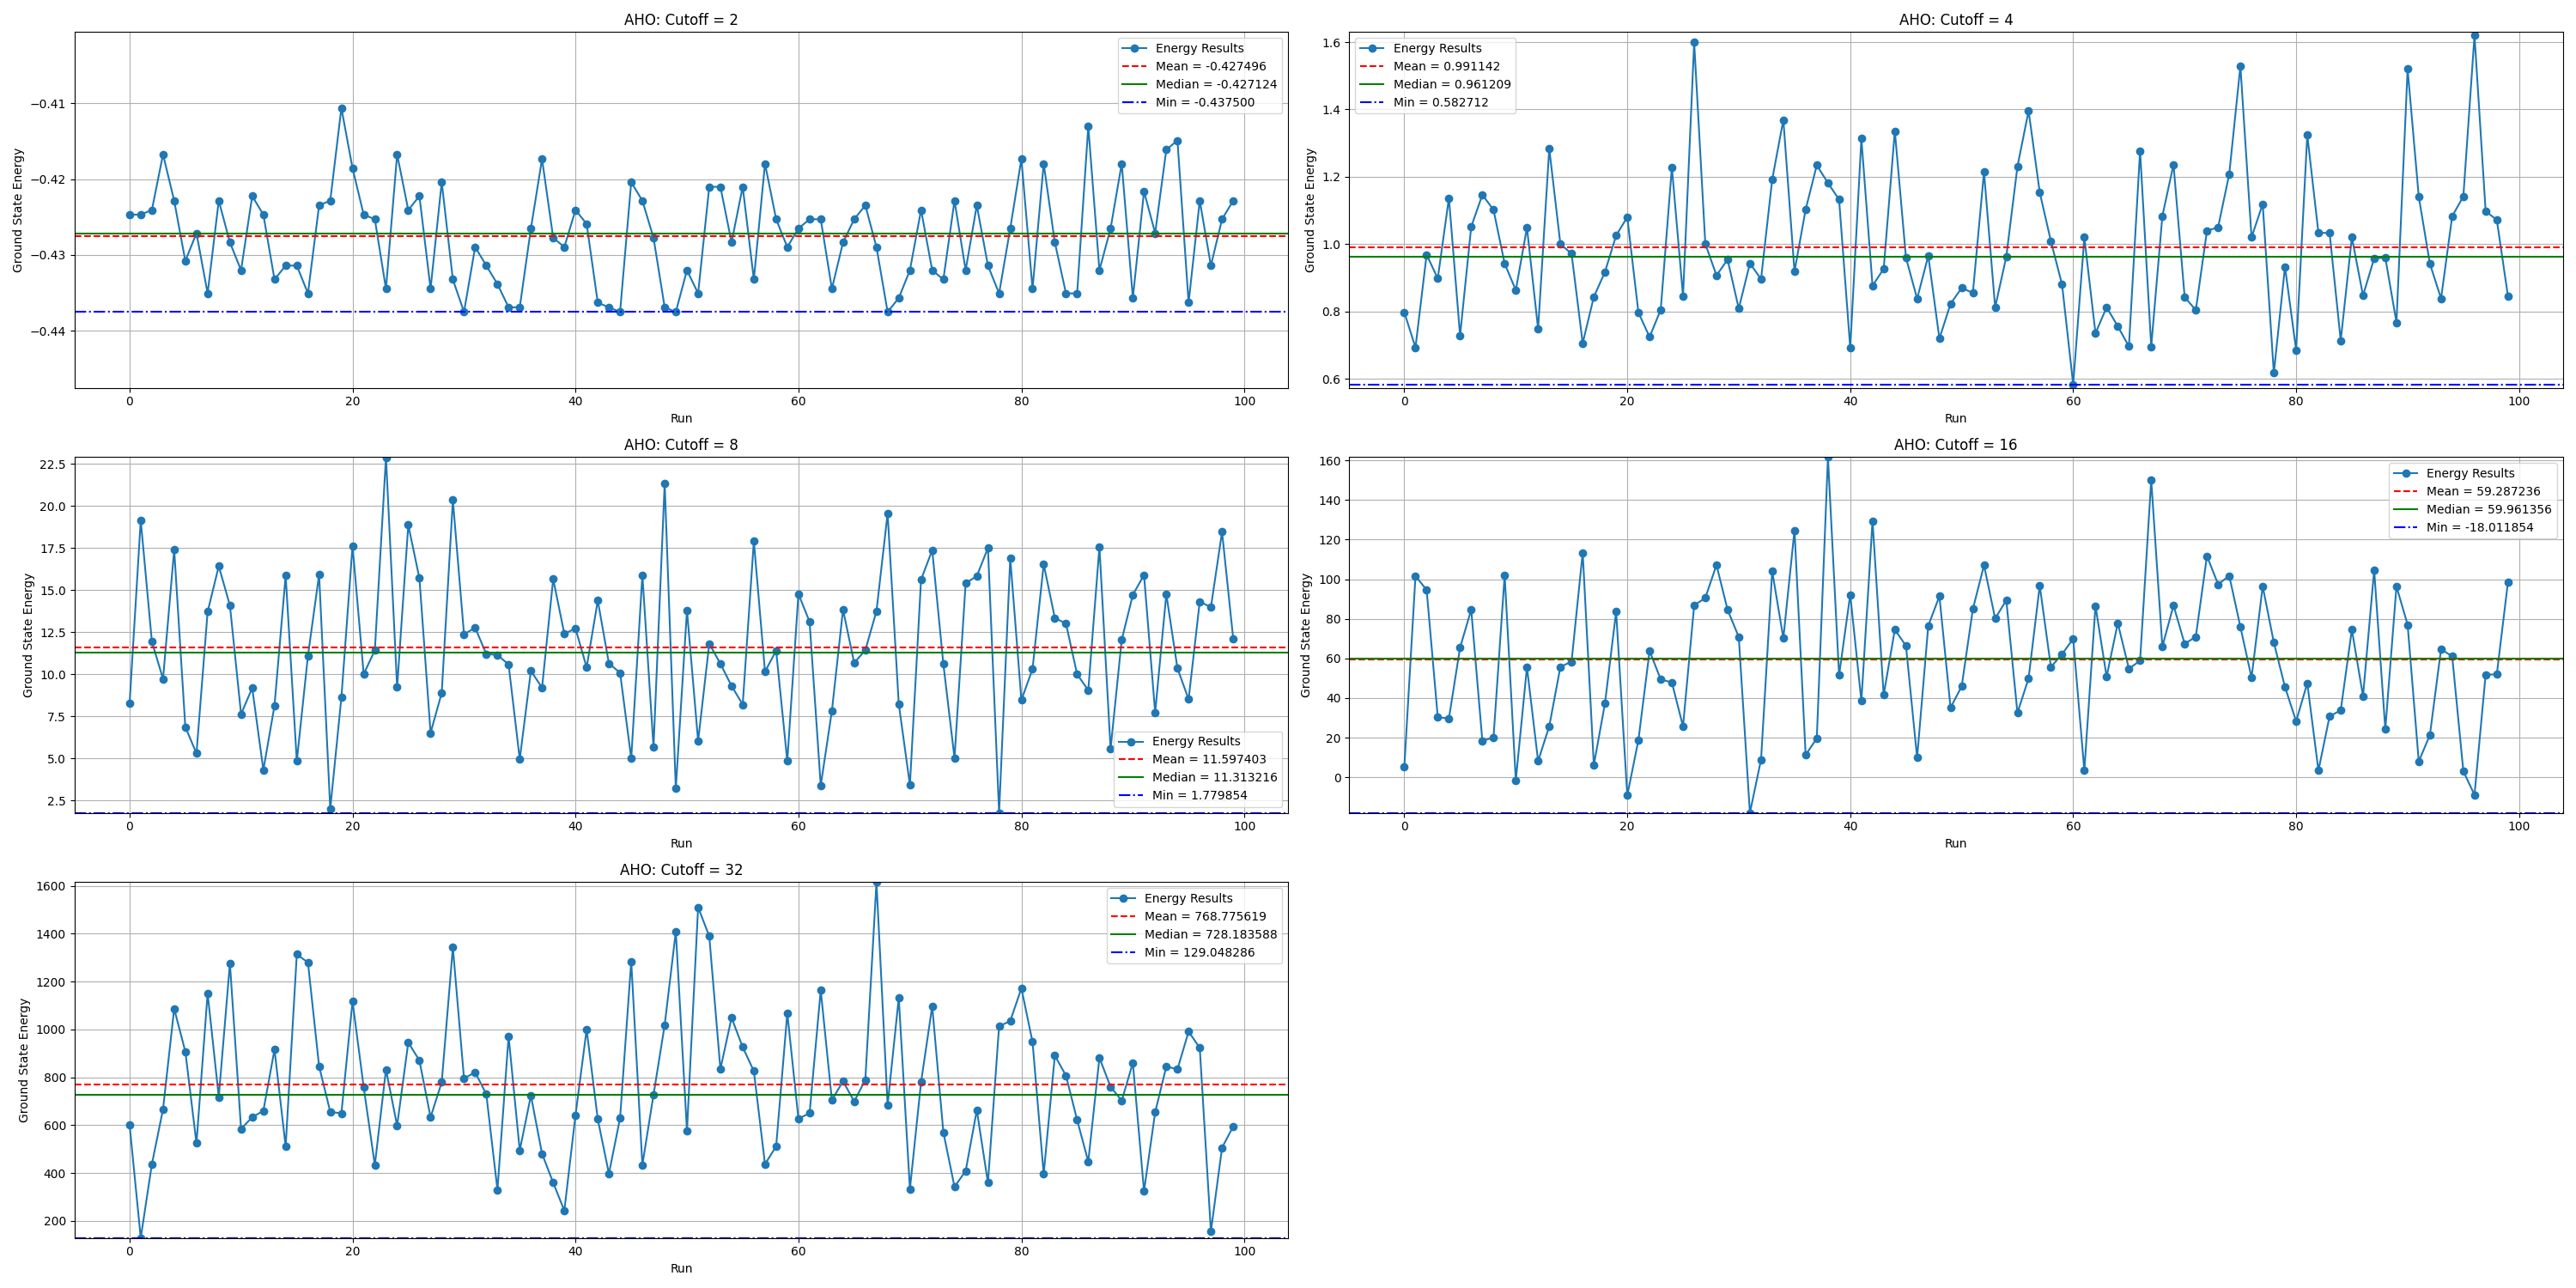 AHO: Cutoff = 2
Ground State Energy
−0.41
−0.42
−0.43
−0.44
Energy Results
Mean = -0.427496
Median = -0.427124
Min = -0.437500
0 20 40 60 80 100
Run
AHO: Cutoff = 4
Ground State Energy
1.6
1.4
1.2
1.0
0.8
0.6
Energy Results
Mean = 0.991142
Median = 0.961209
Min = 0.582712
0 20 40 60 80 100
Run
AHO: Cutoff = 8
Ground State Energy
22.5
20.0
17.5
15.0
12.5
10.0
7.5
5.0
2.5
Energy Results
Mean = 11.597403
Median = 11.313216
Min = 1.779854
0 20 40 60 80 100
Run
AHO: Cutoff = 16
Ground State Energy
160
140
120
100
80
60
40
20
0
Energy Results
Mean = 59.287236
Median = 59.961356
Min = -18.011854
0 20 40 60 80 100
Run
AHO: Cutoff = 32
Ground State Energy
1600
1400
1200
1000
800
600
400
200
Energy Results
Mean = 768.775619
Median = 728.183588
Min = 129.048286
0 20 40 60 80 100
Run